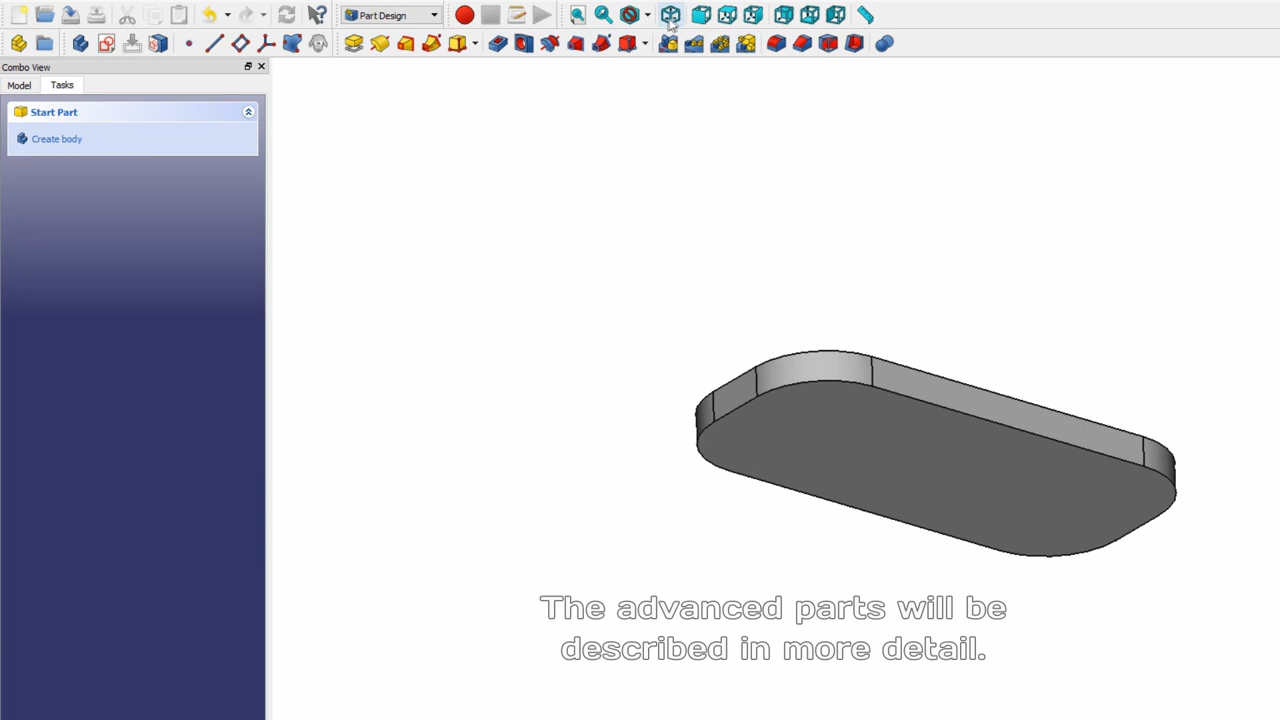 Part Design
Combo View
Model
Tasks
Start Part
Create body
The advanced parts will be
described in more detail.